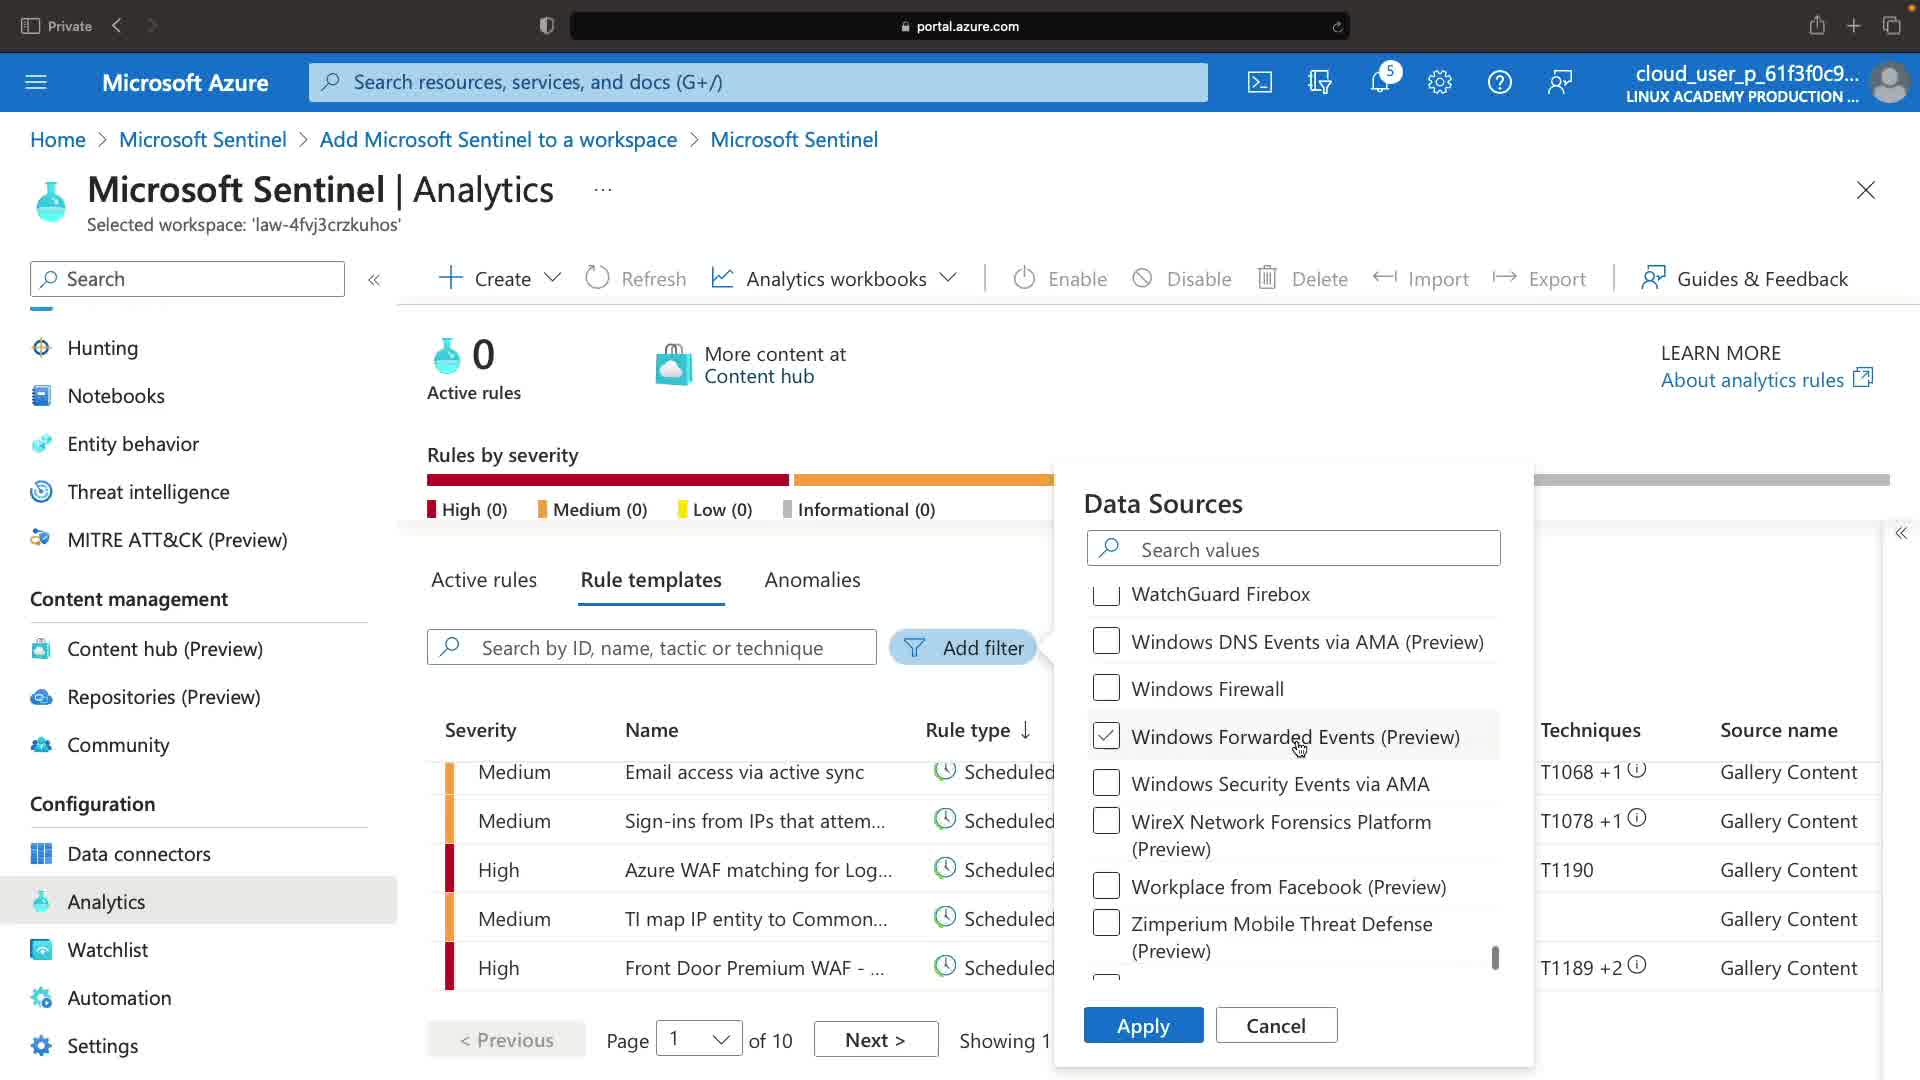 Private
portal.azure.com
Microsoft Azure
Search resources, services, and docs (G+/)
5
cloud_user_p_61f3f0c9...
LINUX ACADEMY PRODUCTION ...
Home > Microsoft Sentinel > Add Microsoft Sentinel to a workspace > Microsoft Sentinel
Microsoft Sentinel | Analytics ...
Selected workspace: 'law-4fvj3crzkuhos'
Search
«
Create
Refresh
Analytics workbooks
Enable
Disable
Delete
Import
Export
Guides & Feedback
Hunting
Notebooks
Entity behavior
Threat intelligence
MITRE ATT&CK (Preview)
Content management
Content hub (Preview)
Repositories (Preview)
Community
Configuration
Data connectors
Analytics
Watchlist
Automation
Settings
0
Active rules
More content at
Content hub
LEARN MORE
About analytics rules
Rules by severity
High (0)
Medium (0)
Low (0)
Informational (0)
«
Active rules
Rule templates
Anomalies
Search by ID, name, tactic or technique
Add filter
Severity Name Rule type ↓ Techniques Source name
Medium Email access via active sync Scheduled T1068 +1 Gallery Content
Medium Sign-ins from IPs that attem... Scheduled T1078 +1 Gallery Content
High Azure WAF matching for Log... Scheduled T1190 Gallery Content
Medium TI map IP entity to Common... Scheduled Gallery Content
High Front Door Premium WAF - ... Scheduled T1189 +2 Gallery Content
< Previous
Page 1 of 10
Next >
Showing 1
Data Sources
Search values
WatchGuard Firebox
Windows DNS Events via AMA (Preview)
Windows Firewall
Windows Forwarded Events (Preview)
Windows Security Events via AMA
WireX Network Forensics Platform
(Preview)
Workplace from Facebook (Preview)
Zimperium Mobile Threat Defense
(Preview)
Apply
Cancel